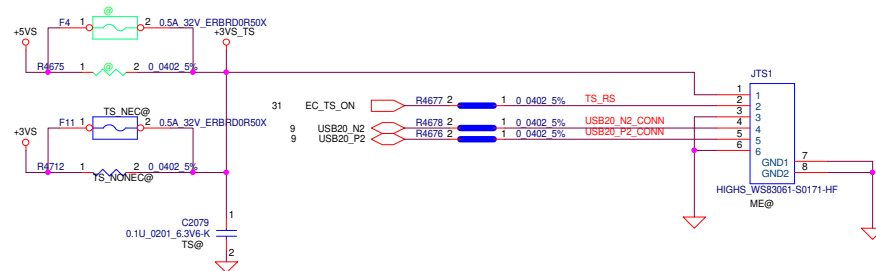 @
F4 1 2 0.5A_32V_ERBRD0R50X
+5VS +3VS_TS
R4675 1 @ 2 0_0402_5%
JTS1
31 EC_TS_ON R4677 2 1 0_0402_5% TS_RS
9 USB20_N2 R4678 2 1 0_0402_5% USB20_N2_CONN
9 USB20_P2 R4676 2 1 0_0402_5% USB20_P2_CONN
1 1
2 2
3 3
4 4
5 5
6 6
GND1 7
GND2 8
HIGHS_WS83061-S0171-HF
ME@
TS_NEC@
F11 1 2 0.5A_32V_ERBRD0R50X
+3VS
R4712 1 2 0_0402_5%
TS_NONEC@
1
C2079
0.1U_0201_6.3V6-K
TS@
2